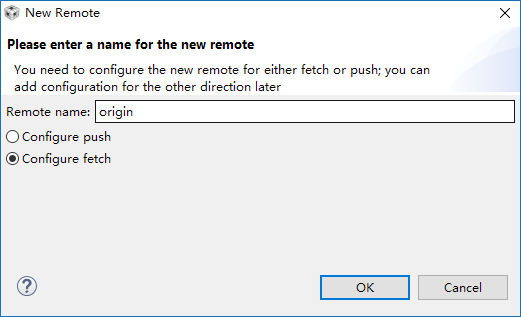 New Remote
Please enter a name for the new remote
You need to configure the new remote for either fetch or push; you can
add configuration for the other direction later
Remote name: origin
Configure push
Configure fetch
? OK Cancel